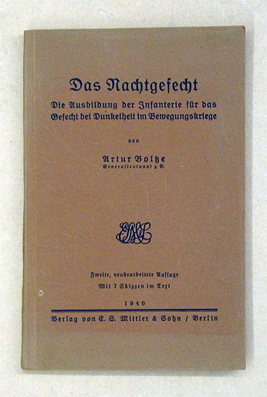 Das Nachtgefecht
Die Ausbildung der Infanterie für das
Gefecht bei Dunkelheit im Bewegungskriege
von
Artur Boltze
Generalleutnant z. V.
Zweite, neubearbeitete Auflage
Mit 7 Skizzen im Text
1940
Verlag von E. S. Mittler & Sohn / Berlin